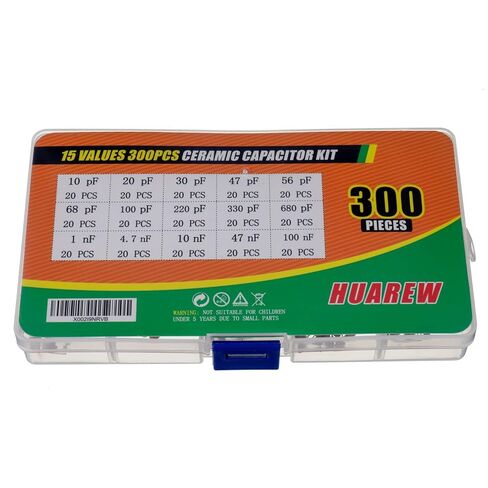 15 VALUES 300PCS CERAMIC CAPACITOR KIT
10 pF 20 pF 30 pF 47 pF 56 pF
20 PCS 20 PCS 20 PCS 20 PCS 20 PCS
68 pF 100 pF 220 pF 330 pF 680 pF
20 PCS 20 PCS 20 PCS 20 PCS 20 PCS
1 nF 4.7 nF 10 nF 47 nF 100 nF
20 PCS 20 PCS 20 PCS 20 PCS 20 PCS
300
PIECES
HUAREW
X002I9NRVB
WARNING: NOT SUITABLE FOR CHILDREN
UNDER 5 YEARS DUE TO SMALL PARTS